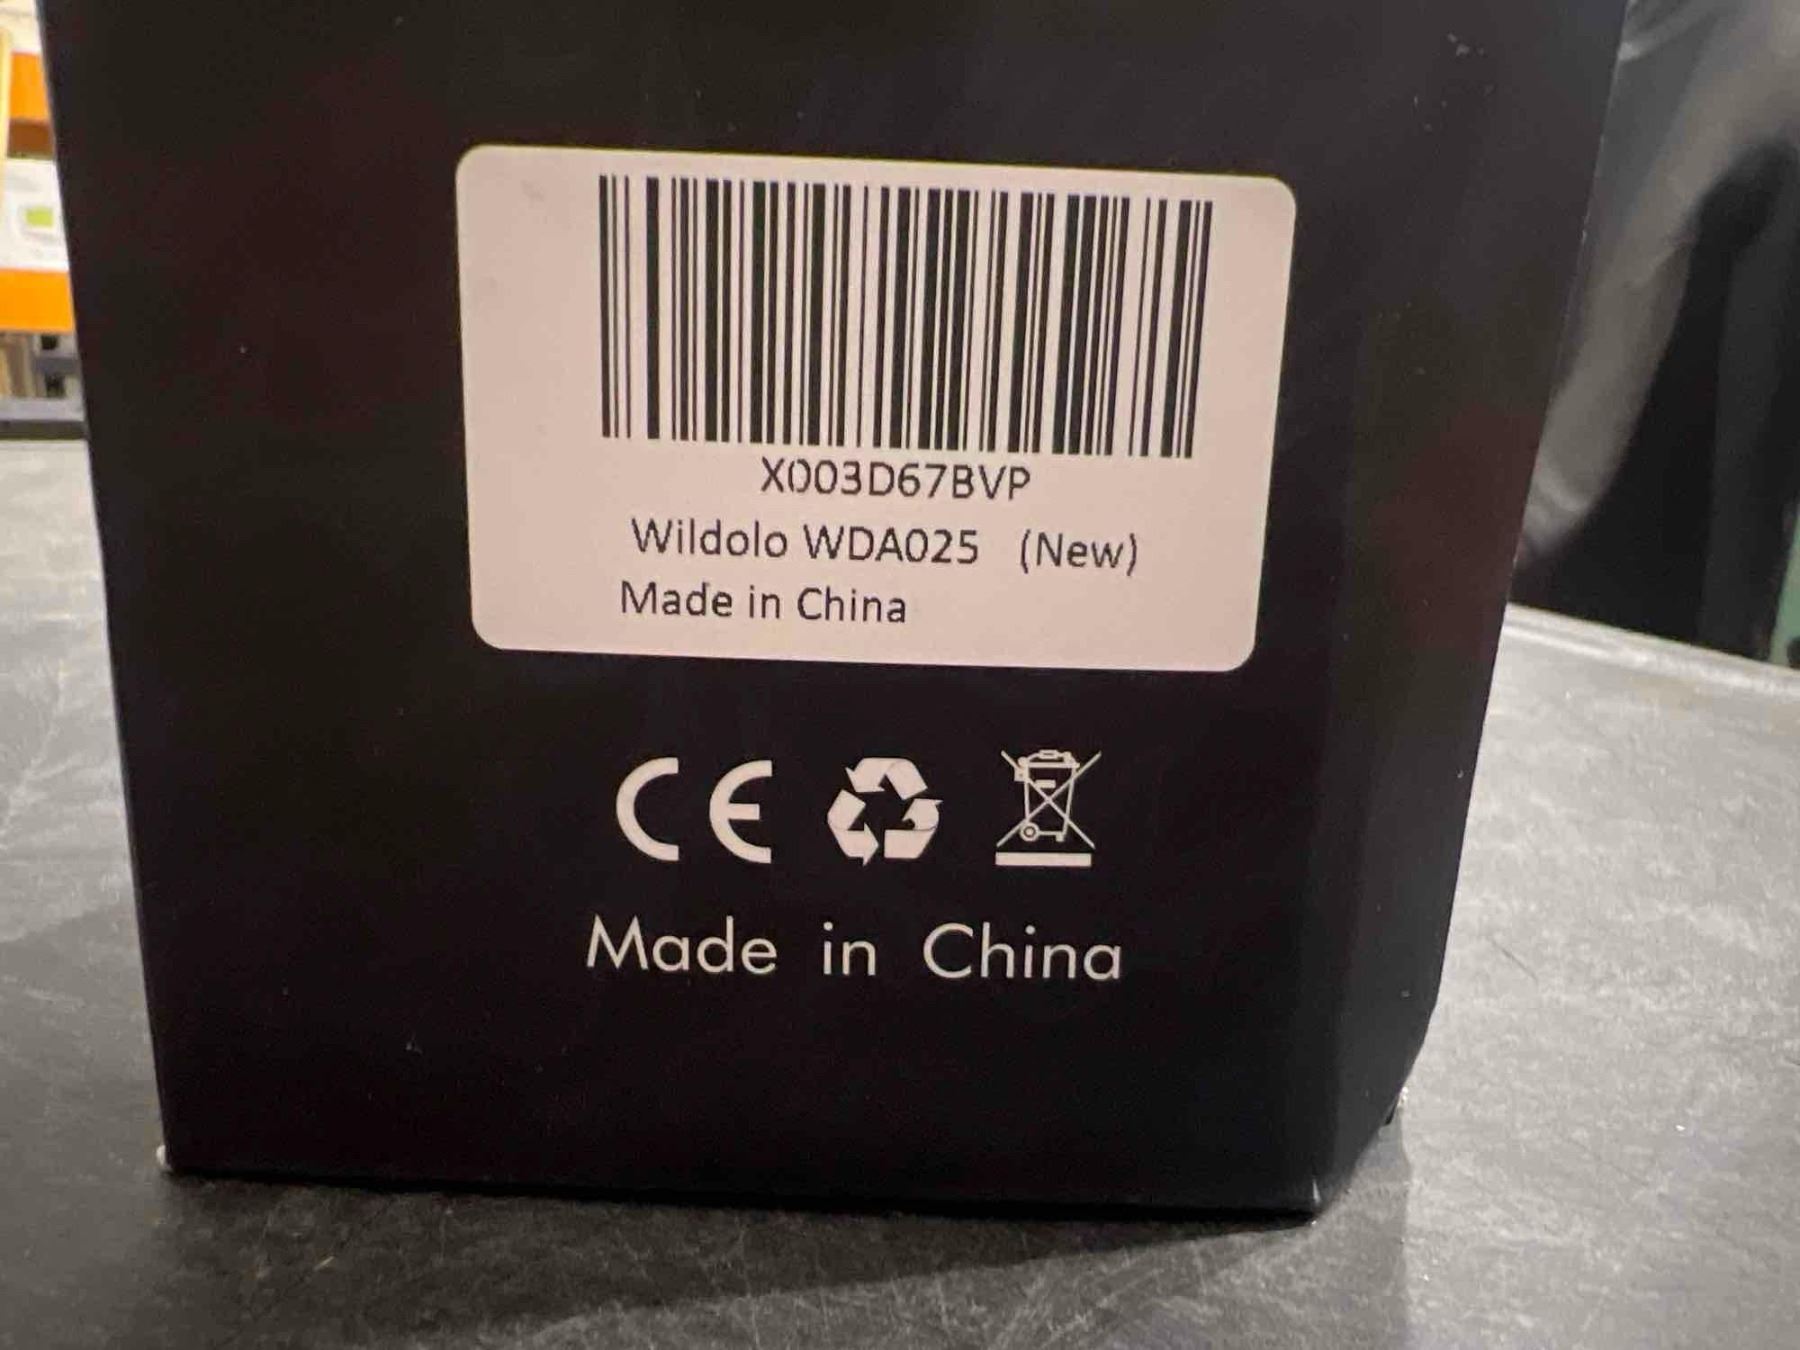 X003D67BVP
Wildolo WDA025 (New)
Made in China
CE
Made in China